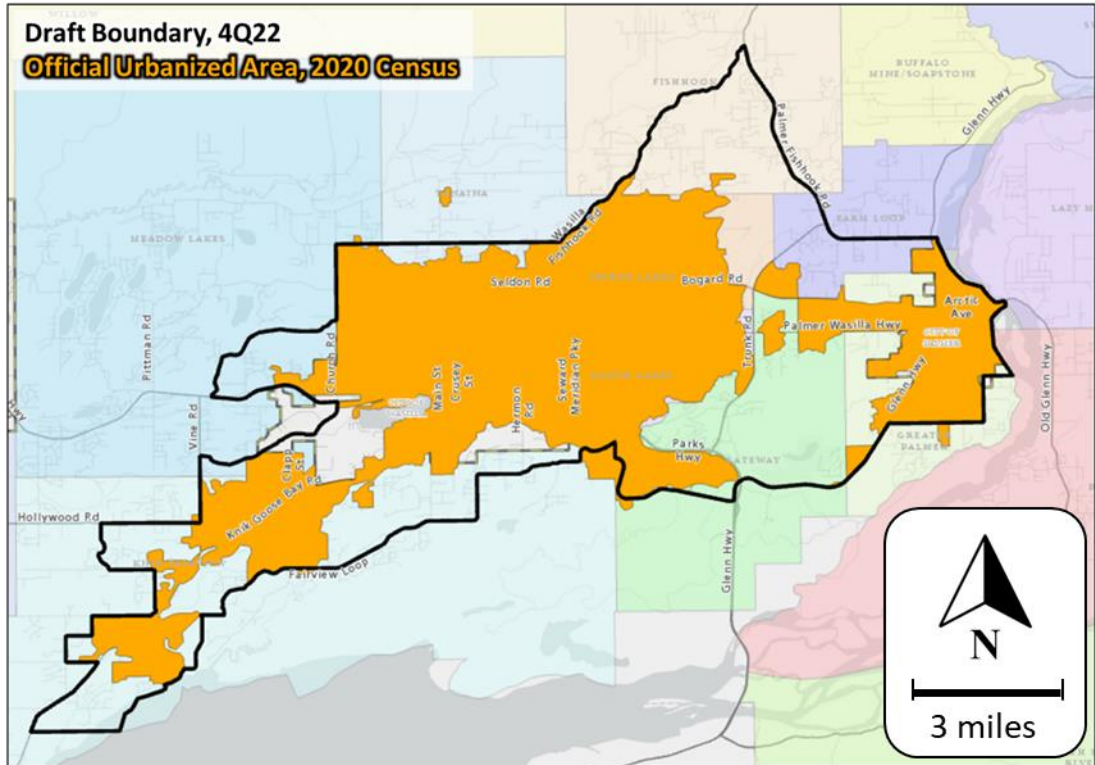 Draft Boundary, 4Q22
Official Urbanized Area, 2020 Census
WILLOW
FISHHOOK
BUFFALO
MINE/SOAPSTONE
Glenn Hwy
Palmer Fishhook Rd
MEADOW LAKES
Wasilla
Fishhook Rd
FARM LOOP
Seldon Rd
Bogard Rd
Arctic
Ave
Palmer Wasilla Hwy
Pittman Rd
Church Rd
Main St
Crusey
St
Seward
Meridian Pky
Hermon
Rd
Trunk Rd
Glenn Hwy
Old Glenn Hwy
Hwy
Vine Rd
Clapp
St
Parks
Hwy
GATEWAY
Knik Goose Bay Rd
Hollywood Rd
Fairview Loop
Glenn Hwy
N
3 miles